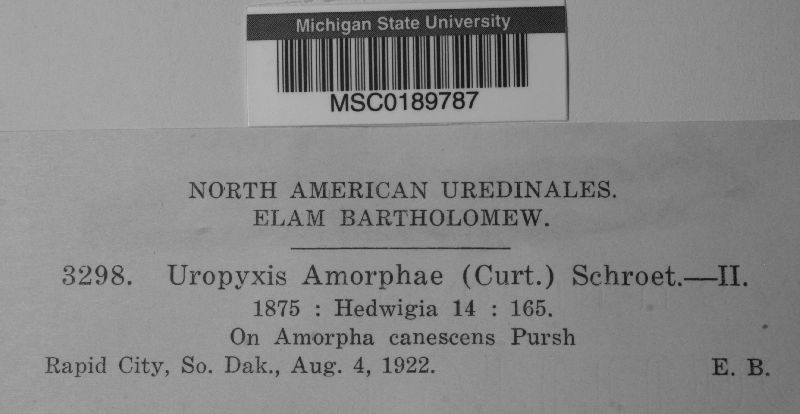 Michigan State University
MSC0189787
NORTH AMERICAN UREDINALES.
ELAM BARTHOLOMEW.
3298. Uropyxis Amorphae (Curt.) Schroet.—II.
1875 : Hedwigia 14 : 165.
On Amorpha canescens Pursh
Rapid City, So. Dak., Aug. 4, 1922. E. B.